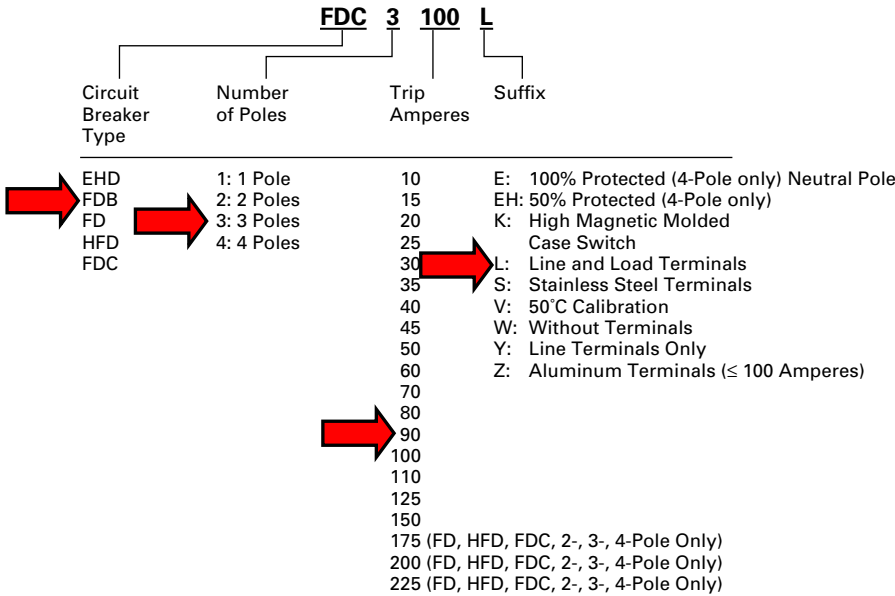 FDC 3 100 L
Circuit Breaker Type
Number of Poles
Trip Amperes
Suffix
EHD
FDB
FD
HFD
FDC
1: 1 Pole
2: 2 Poles
3: 3 Poles
4: 4 Poles
10
15
20
25
30
35
40
45
50
60
70
80
90
100
110
125
150
175 (FD, HFD, FDC, 2-, 3-, 4-Pole Only)
200 (FD, HFD, FDC, 2-, 3-, 4-Pole Only)
225 (FD, HFD, FDC, 2-, 3-, 4-Pole Only)
E: 100% Protected (4-Pole only) Neutral Pole
EH: 50% Protected (4-Pole only)
K: High Magnetic Molded
Case Switch
L: Line and Load Terminals
S: Stainless Steel Terminals
V: 50°C Calibration
W: Without Terminals
Y: Line Terminals Only
Z: Aluminum Terminals (≤ 100 Amperes)